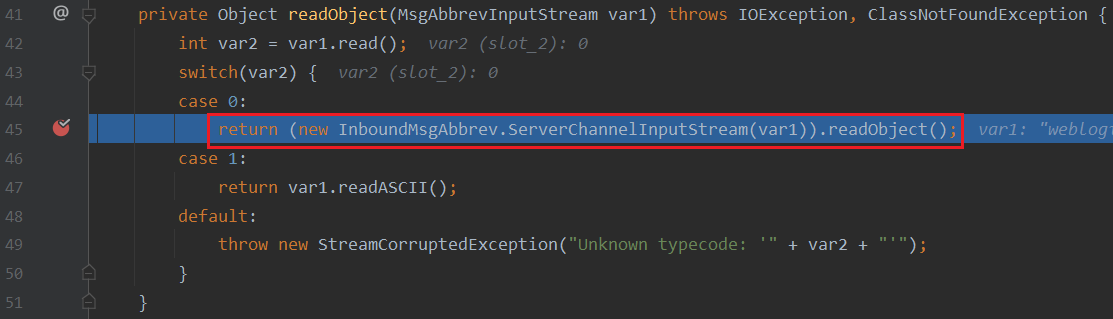 41 @ private Object readObject(MsgAbbrevInputStream var1) throws IOException, ClassNotFoundException {
42 int var2 = var1.read(); var2 (slot_2): 0
43 switch(var2) { var2 (slot_2): 0
44 case 0:
45 return (new InboundMsgAbbrev.ServerChannelInputStream(var1)).readObject(); var1: "weblogi
46 case 1:
47 return var1.readASCII();
48 default:
49 throw new StreamCorruptedException("Unknown typecode: '" + var2 + "'");
50 }
51 }